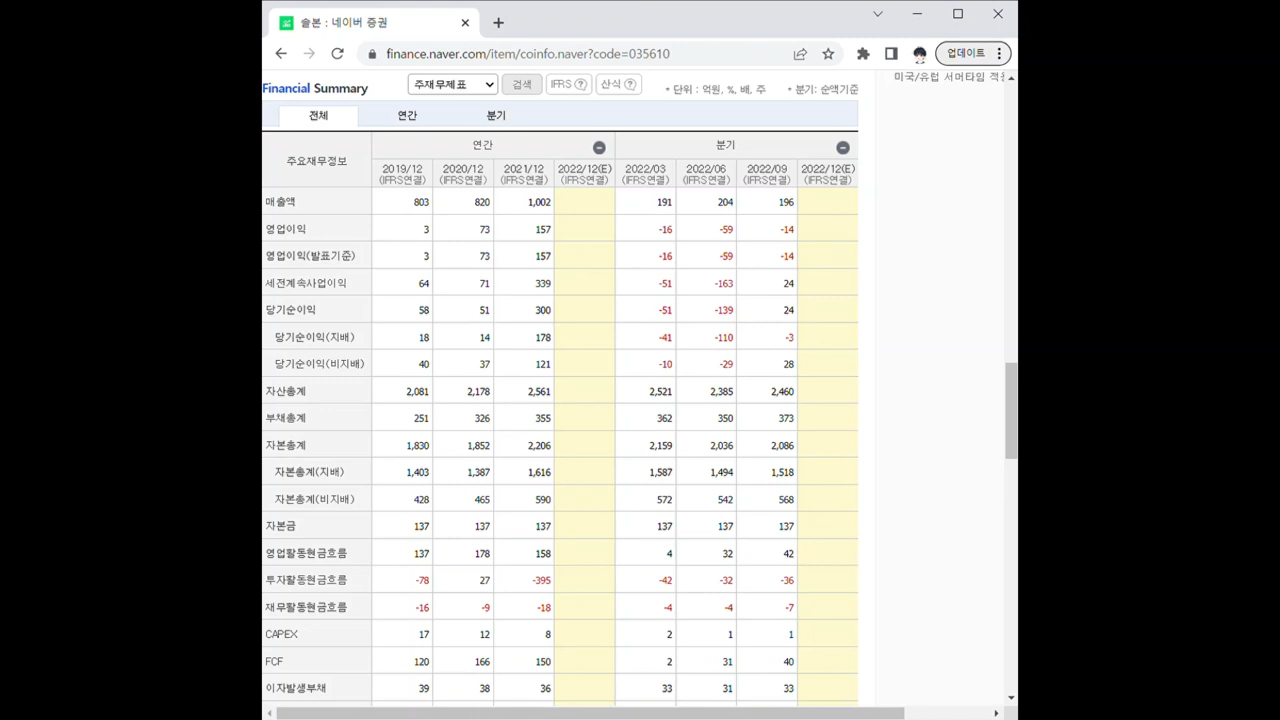 솔본 : 네이버 증권
finance.naver.com/item/coinfo.naver?code=035610
업데이트
미국/유럽 서머타임 적용
Financial Summary
주재무제표 검색 IFRS ? 산식 ? * 단위 : 억원, %, 배, 주 * 분기: 순액기준
전체 연간 분기
주요재무정보 연간 분기
2019/12 2020/12 2021/12 2022/12(E) 2022/03 2022/06 2022/09 2022/12(E)
(IFRS연결) (IFRS연결) (IFRS연결) (IFRS연결) (IFRS연결) (IFRS연결) (IFRS연결) (IFRS연결)
매출액 803 820 1,002 191 204 196
영업이익 3 73 157 -16 -59 -14
영업이익(발표기준) 3 73 157 -16 -59 -14
세전계속사업이익 64 71 339 -51 -163 24
당기순이익 58 51 300 -51 -139 24
당기순이익(지배) 18 14 178 -41 -110 -3
당기순이익(비지배) 40 37 121 -10 -29 28
자산총계 2,081 2,178 2,561 2,521 2,385 2,460
부채총계 251 326 355 362 350 373
자본총계 1,830 1,852 2,206 2,159 2,036 2,086
자본총계(지배) 1,403 1,387 1,616 1,587 1,494 1,518
자본총계(비지배) 428 465 590 572 542 568
자본금 137 137 137 137 137 137
영업활동현금흐름 137 178 158 4 32 42
투자활동현금흐름 -78 27 -395 -42 -32 -36
재무활동현금흐름 -16 -9 -18 -4 -4 -7
CAPEX 17 12 8 2 1 1
FCF 120 166 150 2 31 40
이자발생부채 39 38 36 33 31 33